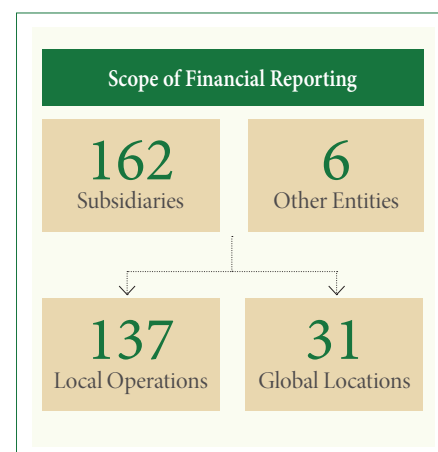 Scope of Financial Reporting
162
Subsidiaries
6
Other Entities
137
Local Operations
31
Global Locations